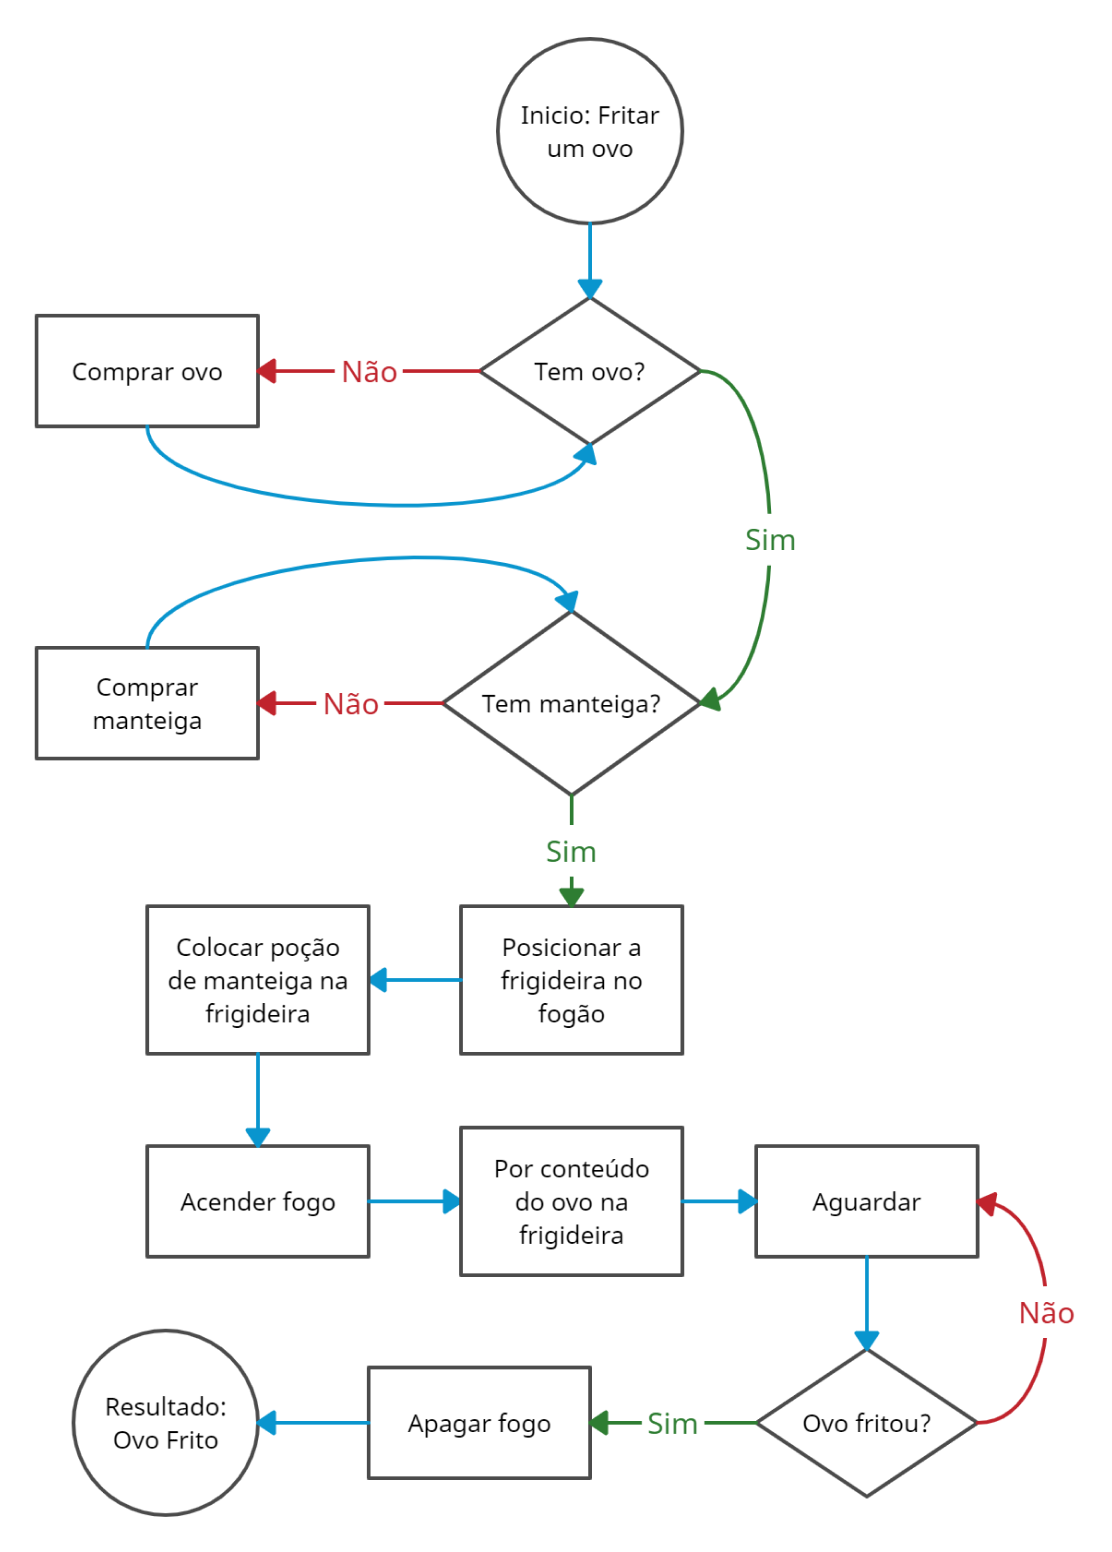 Inicio: Fritar
um ovo
Tem ovo?
Não
Comprar ovo
Sim
Tem manteiga?
Não
Comprar
manteiga
Sim
Posicionar a
frigideira no
fogão
Colocar poção
de manteiga na
frigideira
Acender fogo
Por conteúdo
do ovo na
frigideira
Aguardar
Não
Ovo fritou?
Sim
Apagar fogo
Resultado:
Ovo Frito